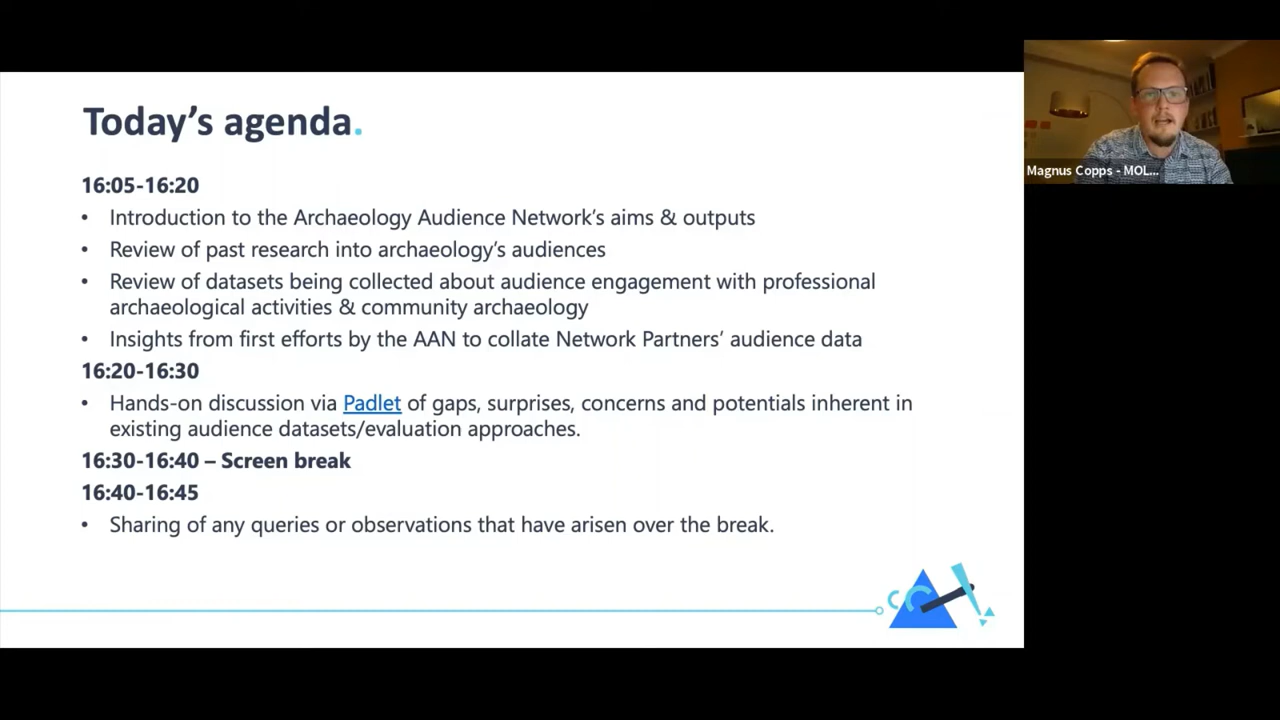 Today's agenda.
16:05-16:20
• Introduction to the Archaeology Audience Network's aims & outputs
• Review of past research into archaeology's audiences
• Review of datasets being collected about audience engagement with professional
archaeological activities & community archaeology
• Insights from first efforts by the AAN to collate Network Partners' audience data
16:20-16:30
• Hands-on discussion via Padlet of gaps, surprises, concerns and potentials inherent in
existing audience datasets/evaluation approaches.
16:30-16:40 – Screen break
16:40-16:45
• Sharing of any queries or observations that have arisen over the break.
Magnus Copps - MOL...